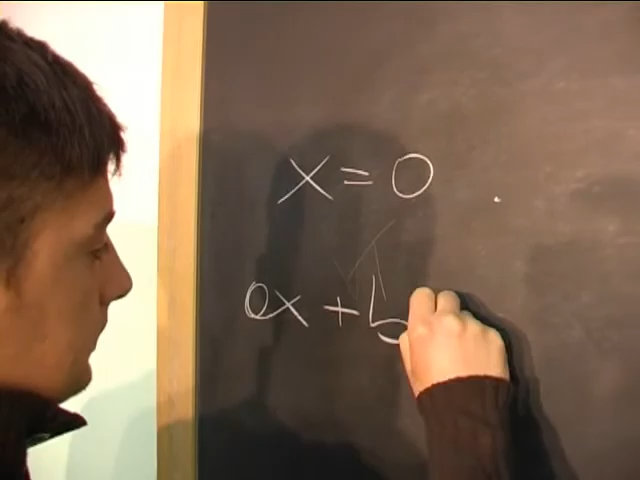 x = 0
ax + b